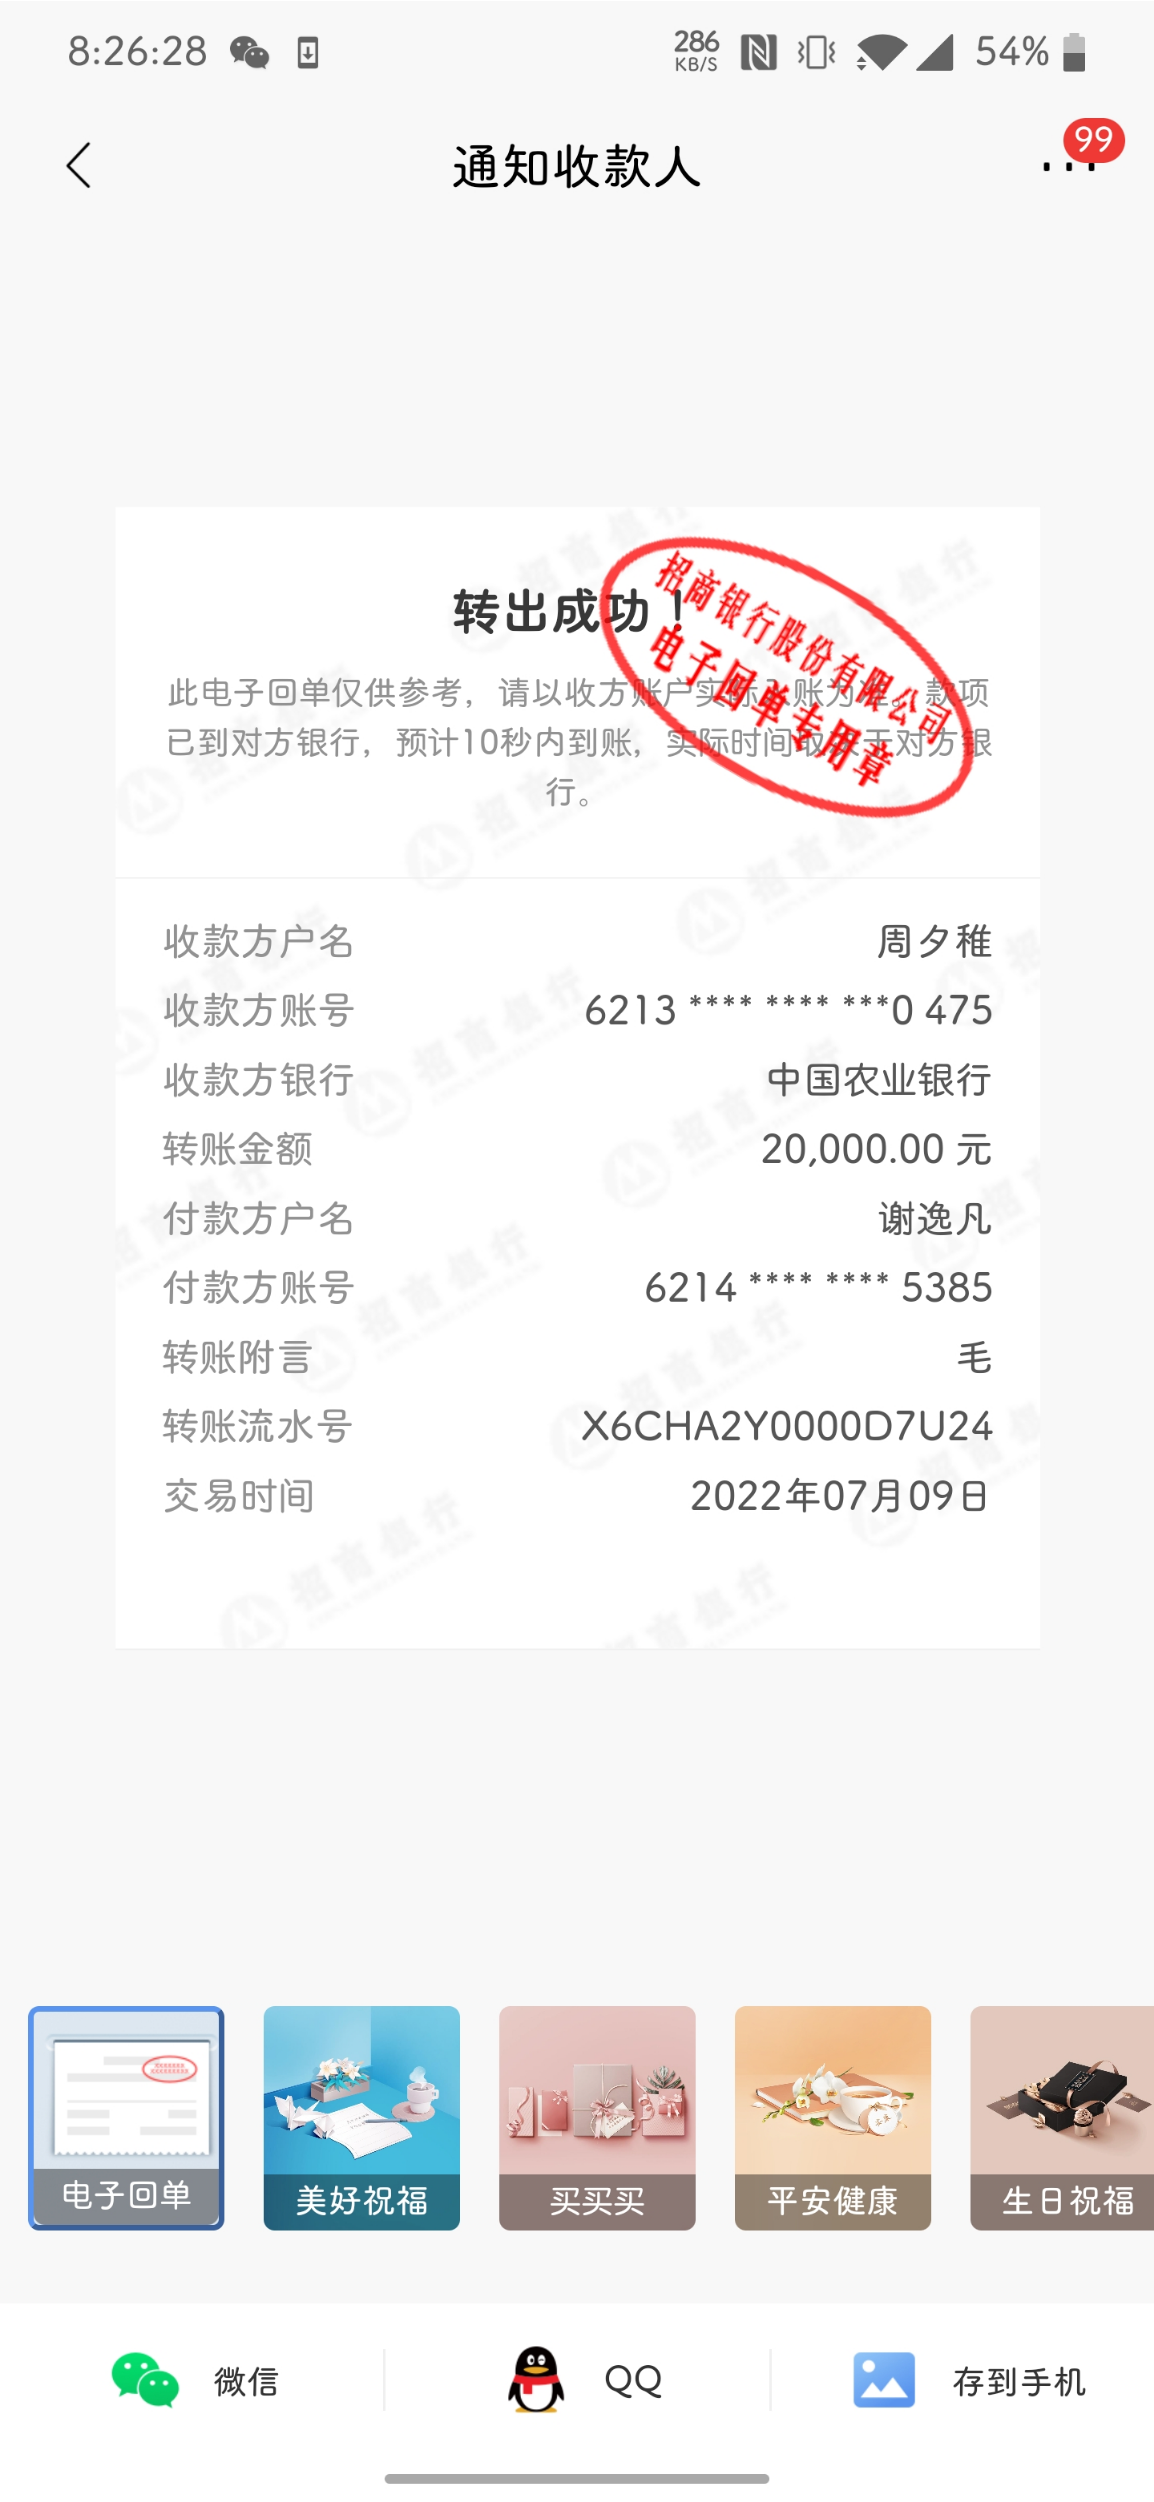 8:26:28
286
KB/S
54%
通知收款人
99
转出成功！
招商银行股份有限公司
电子回单专用章
此电子回单仅供参考，请以收方账户实际入账为准。款项
已到对方银行，预计10秒内到账，实际时间取决于对方银
行。
收款方户名 周夕稚
收款方账号 6213 **** **** ***0 475
收款方银行 中国农业银行
转账金额 20,000.00 元
付款方户名 谢逸凡
付款方账号 6214 **** **** 5385
转账附言 毛
转账流水号 X6CHA2Y0000D7U24
交易时间 2022年07月09日
招商银行
电子回单
美好祝福
买买买
平安健康
生日祝福
微信
QQ
存到手机